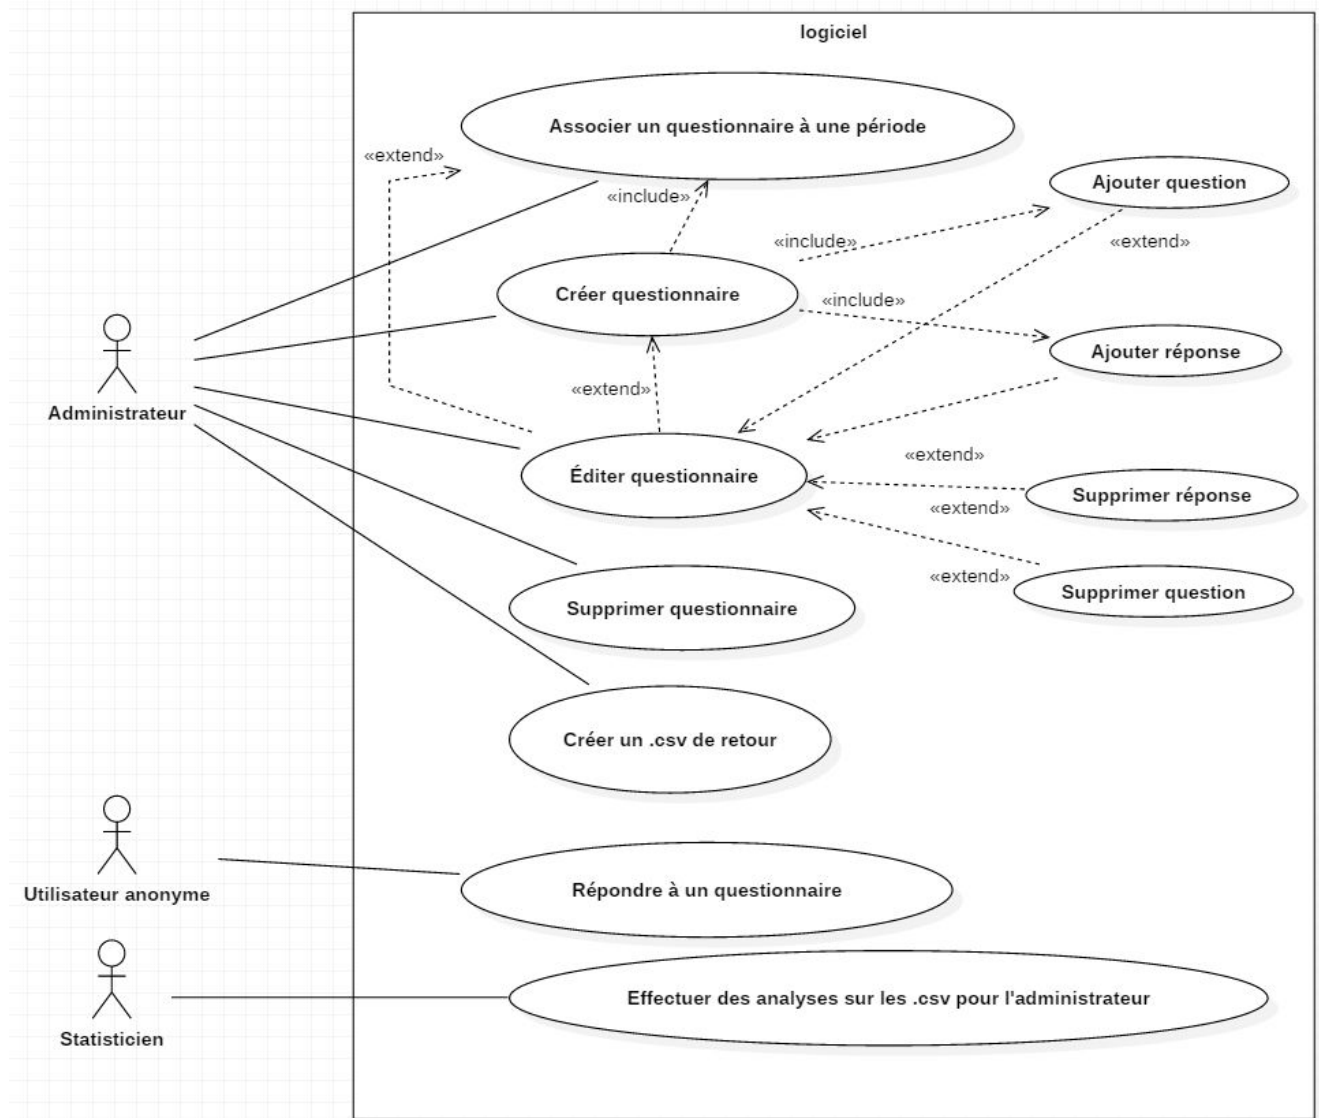 logiciel
Associer un questionnaire à une période
«extend»
Ajouter question
«include»
«include»
«extend»
Créer questionnaire
«include»
Ajouter réponse
«extend»
Administrateur
«extend»
Éditer questionnaire
Supprimer réponse
«extend»
«extend»
Supprimer question
Supprimer questionnaire
Créer un .csv de retour
Utilisateur anonyme
Répondre à un questionnaire
Effectuer des analyses sur les .csv pour l'administrateur
Statisticien